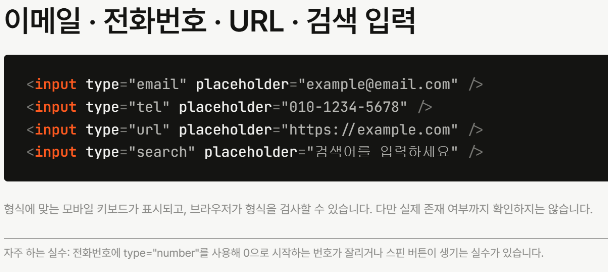 이메일 · 전화번호 · URL · 검색 입력
<input type="email" placeholder="example@email.com" />
<input type="tel" placeholder="010-1234-5678" />
<input type="url" placeholder="https://example.com" />
<input type="search" placeholder="검색어를 입력하세요" />
형식에 맞는 모바일 키보드가 표시되고, 브라우저가 형식을 검사할 수 있습니다. 다만 실제 존재 여부까지 확인하지는 않습니다.
자주 하는 실수: 전화번호에 type="number"를 사용해 0으로 시작하는 번호가 잘리거나 스핀 버튼이 생기는 실수가 있습니다.